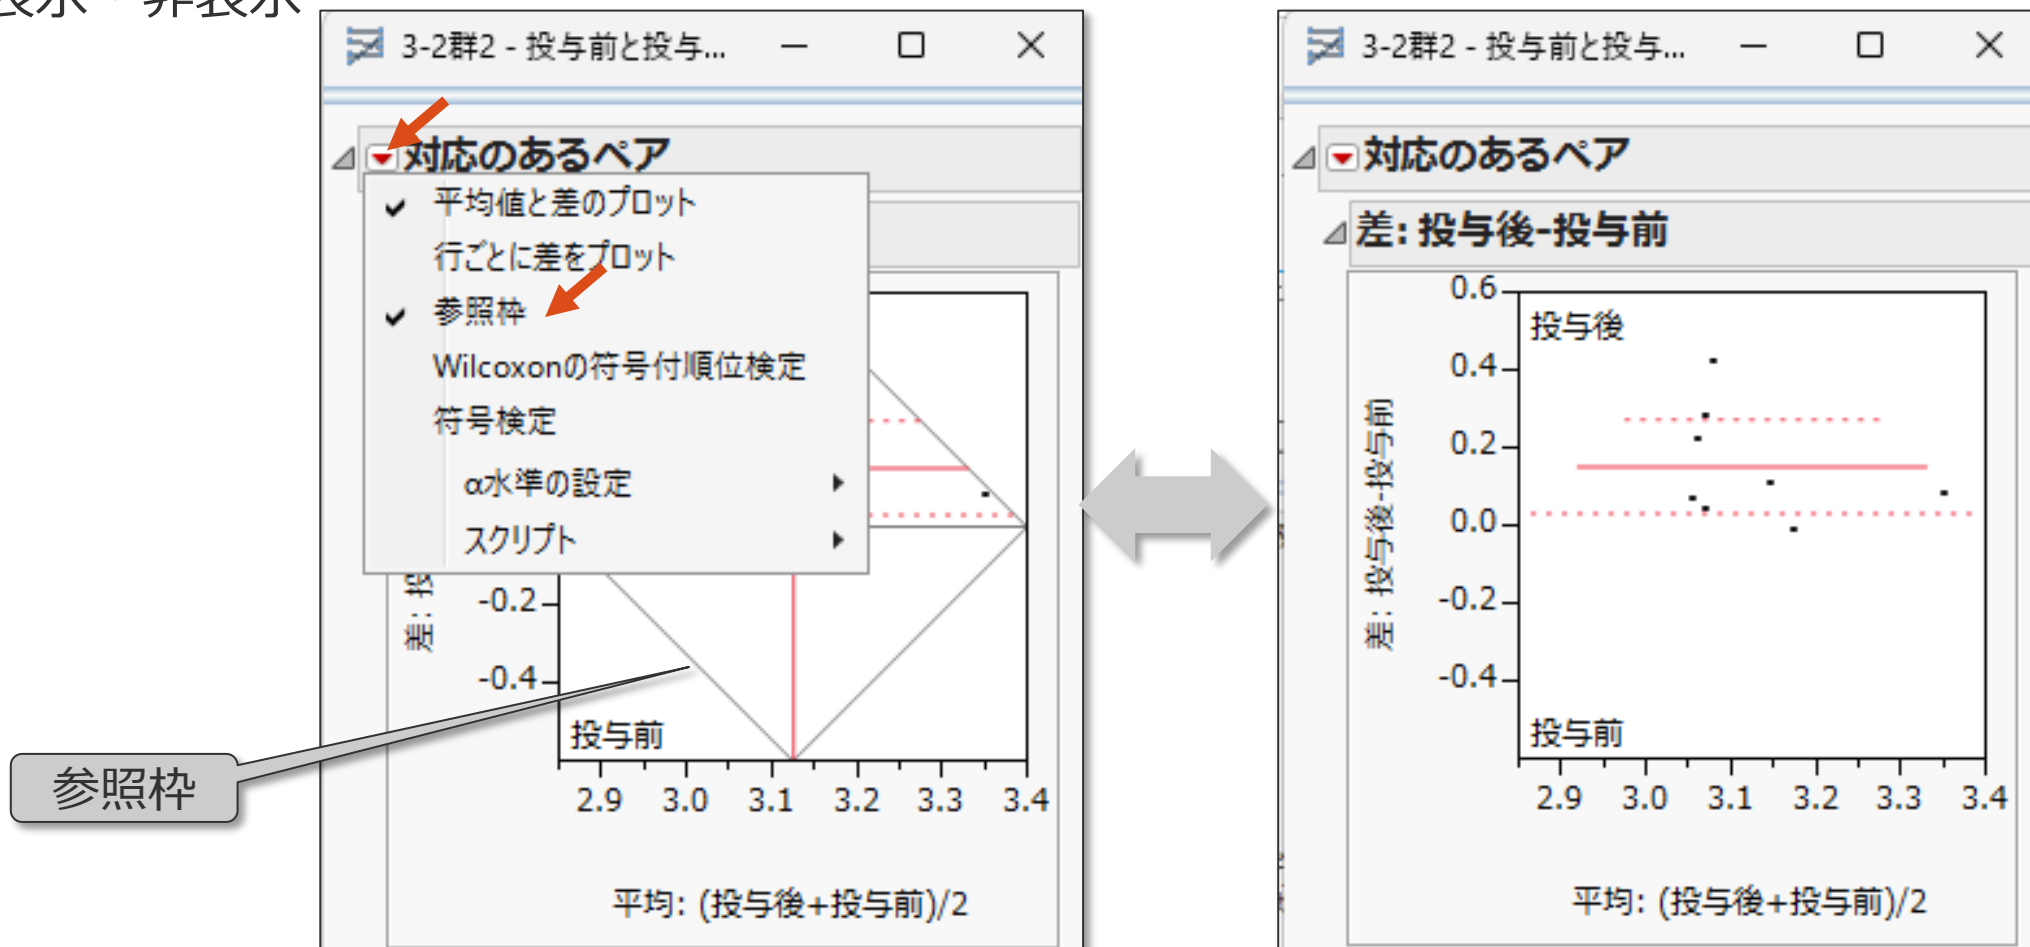 表示・非表示
3-2群2 - 投与前と投与...
対応のあるペア
平均値と差のプロット
行ごとに差をプロット
参照枠
Wilcoxonの符号付順位検定
符号検定
α水準の設定
スクリプト
差: 投
-0.2
-0.4
投与前
2.9 3.0 3.1 3.2 3.3 3.4
平均: (投与後+投与前)/2
参照枠
3-2群2 - 投与前と投与...
対応のあるペア
差: 投与後-投与前
0.6
0.4
0.2
0.0
-0.2
-0.4
投与後
投与前
差: 投与後-投与前
2.9 3.0 3.1 3.2 3.3 3.4
平均: (投与後+投与前)/2